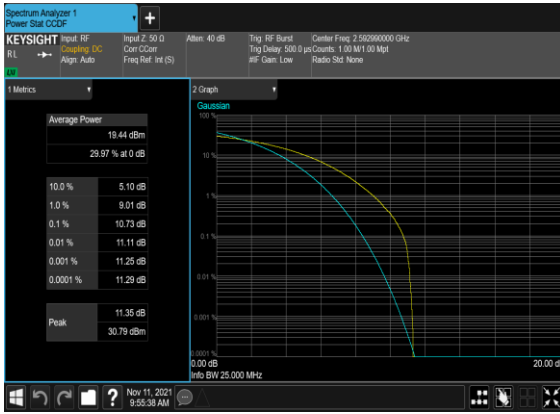 Spectrum Analyzer 1
Power Stat CCDF
KEYSIGHT
RL
Input: RF
Coupling: DC
Align: Auto
Input Z: 50 Ω
Corr CCorr
Freq Ref: Int (S)
Atten: 40 dB
Trig: RF Burst
Trig Delay: 500.0 µs
#IF Gain: Low
Center Freq: 2.592990000 GHz
Counts: 1.00 M/1.00 Mpt
Radio Std: None
1 Metrics
Average Power
19.44 dBm
29.97 % at 0 dB
10.0 % 5.10 dB
1.0 % 9.01 dB
0.1 % 10.73 dB
0.01 % 11.11 dB
0.001 % 11.25 dB
0.0001 % 11.29 dB
Peak
11.35 dB
30.79 dBm
2 Graph
Gaussian
100 %
10 %
1 %
0.1 %
0.01 %
0.001 %
0.0001 %
0.00 dB
20.00 d
Info BW 25.000 MHz
?
Nov 11, 2021
9:55:38 AM